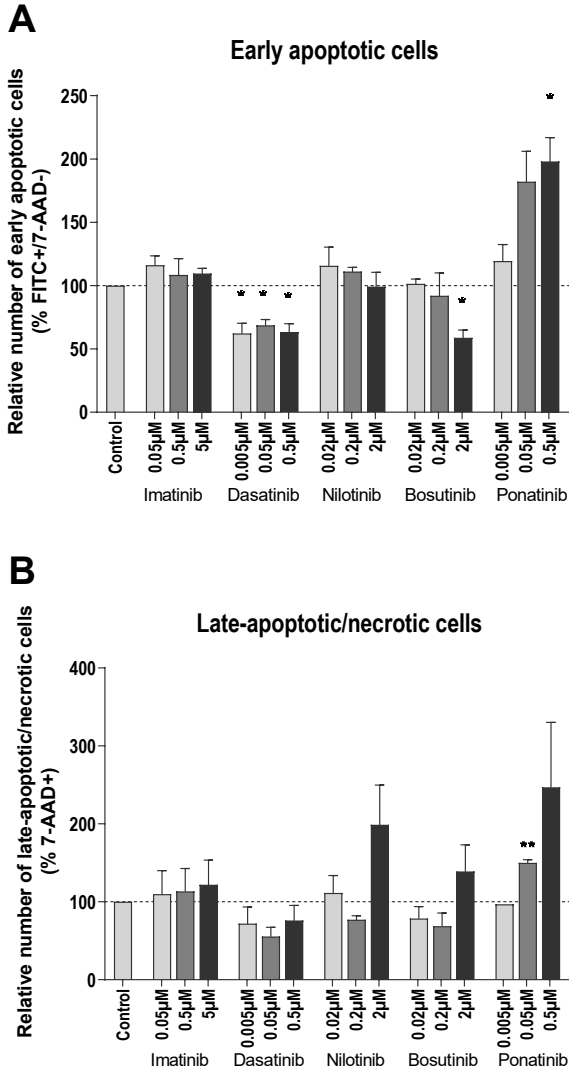 A
Early apoptotic cells
Relative number of early apoptotic cells
(% FITC+/7-AAD-)
250
200
150
100
50
0
*
*
*
*
*
Control
0.05µM
0.5µM
5µM
0.005µM
0.05µM
0.5µM
0.02µM
0.2µM
2µM
0.02µM
0.2µM
2µM
0.005µM
0.05µM
0.5µM
Imatinib Dasatinib Nilotinib Bosutinib Ponatinib
B
Late-apoptotic/necrotic cells
Relative number of late-apoptotic/necrotic cells
(% 7-AAD+)
400
300
200
100
0
**
Control
0.05µM
0.5µM
5µM
0.005µM
0.05µM
0.5µM
0.02µM
0.2µM
2µM
0.02µM
0.2µM
2µM
0.005µM
0.05µM
0.5µM
Imatinib Dasatinib Nilotinib Bosutinib Ponatinib